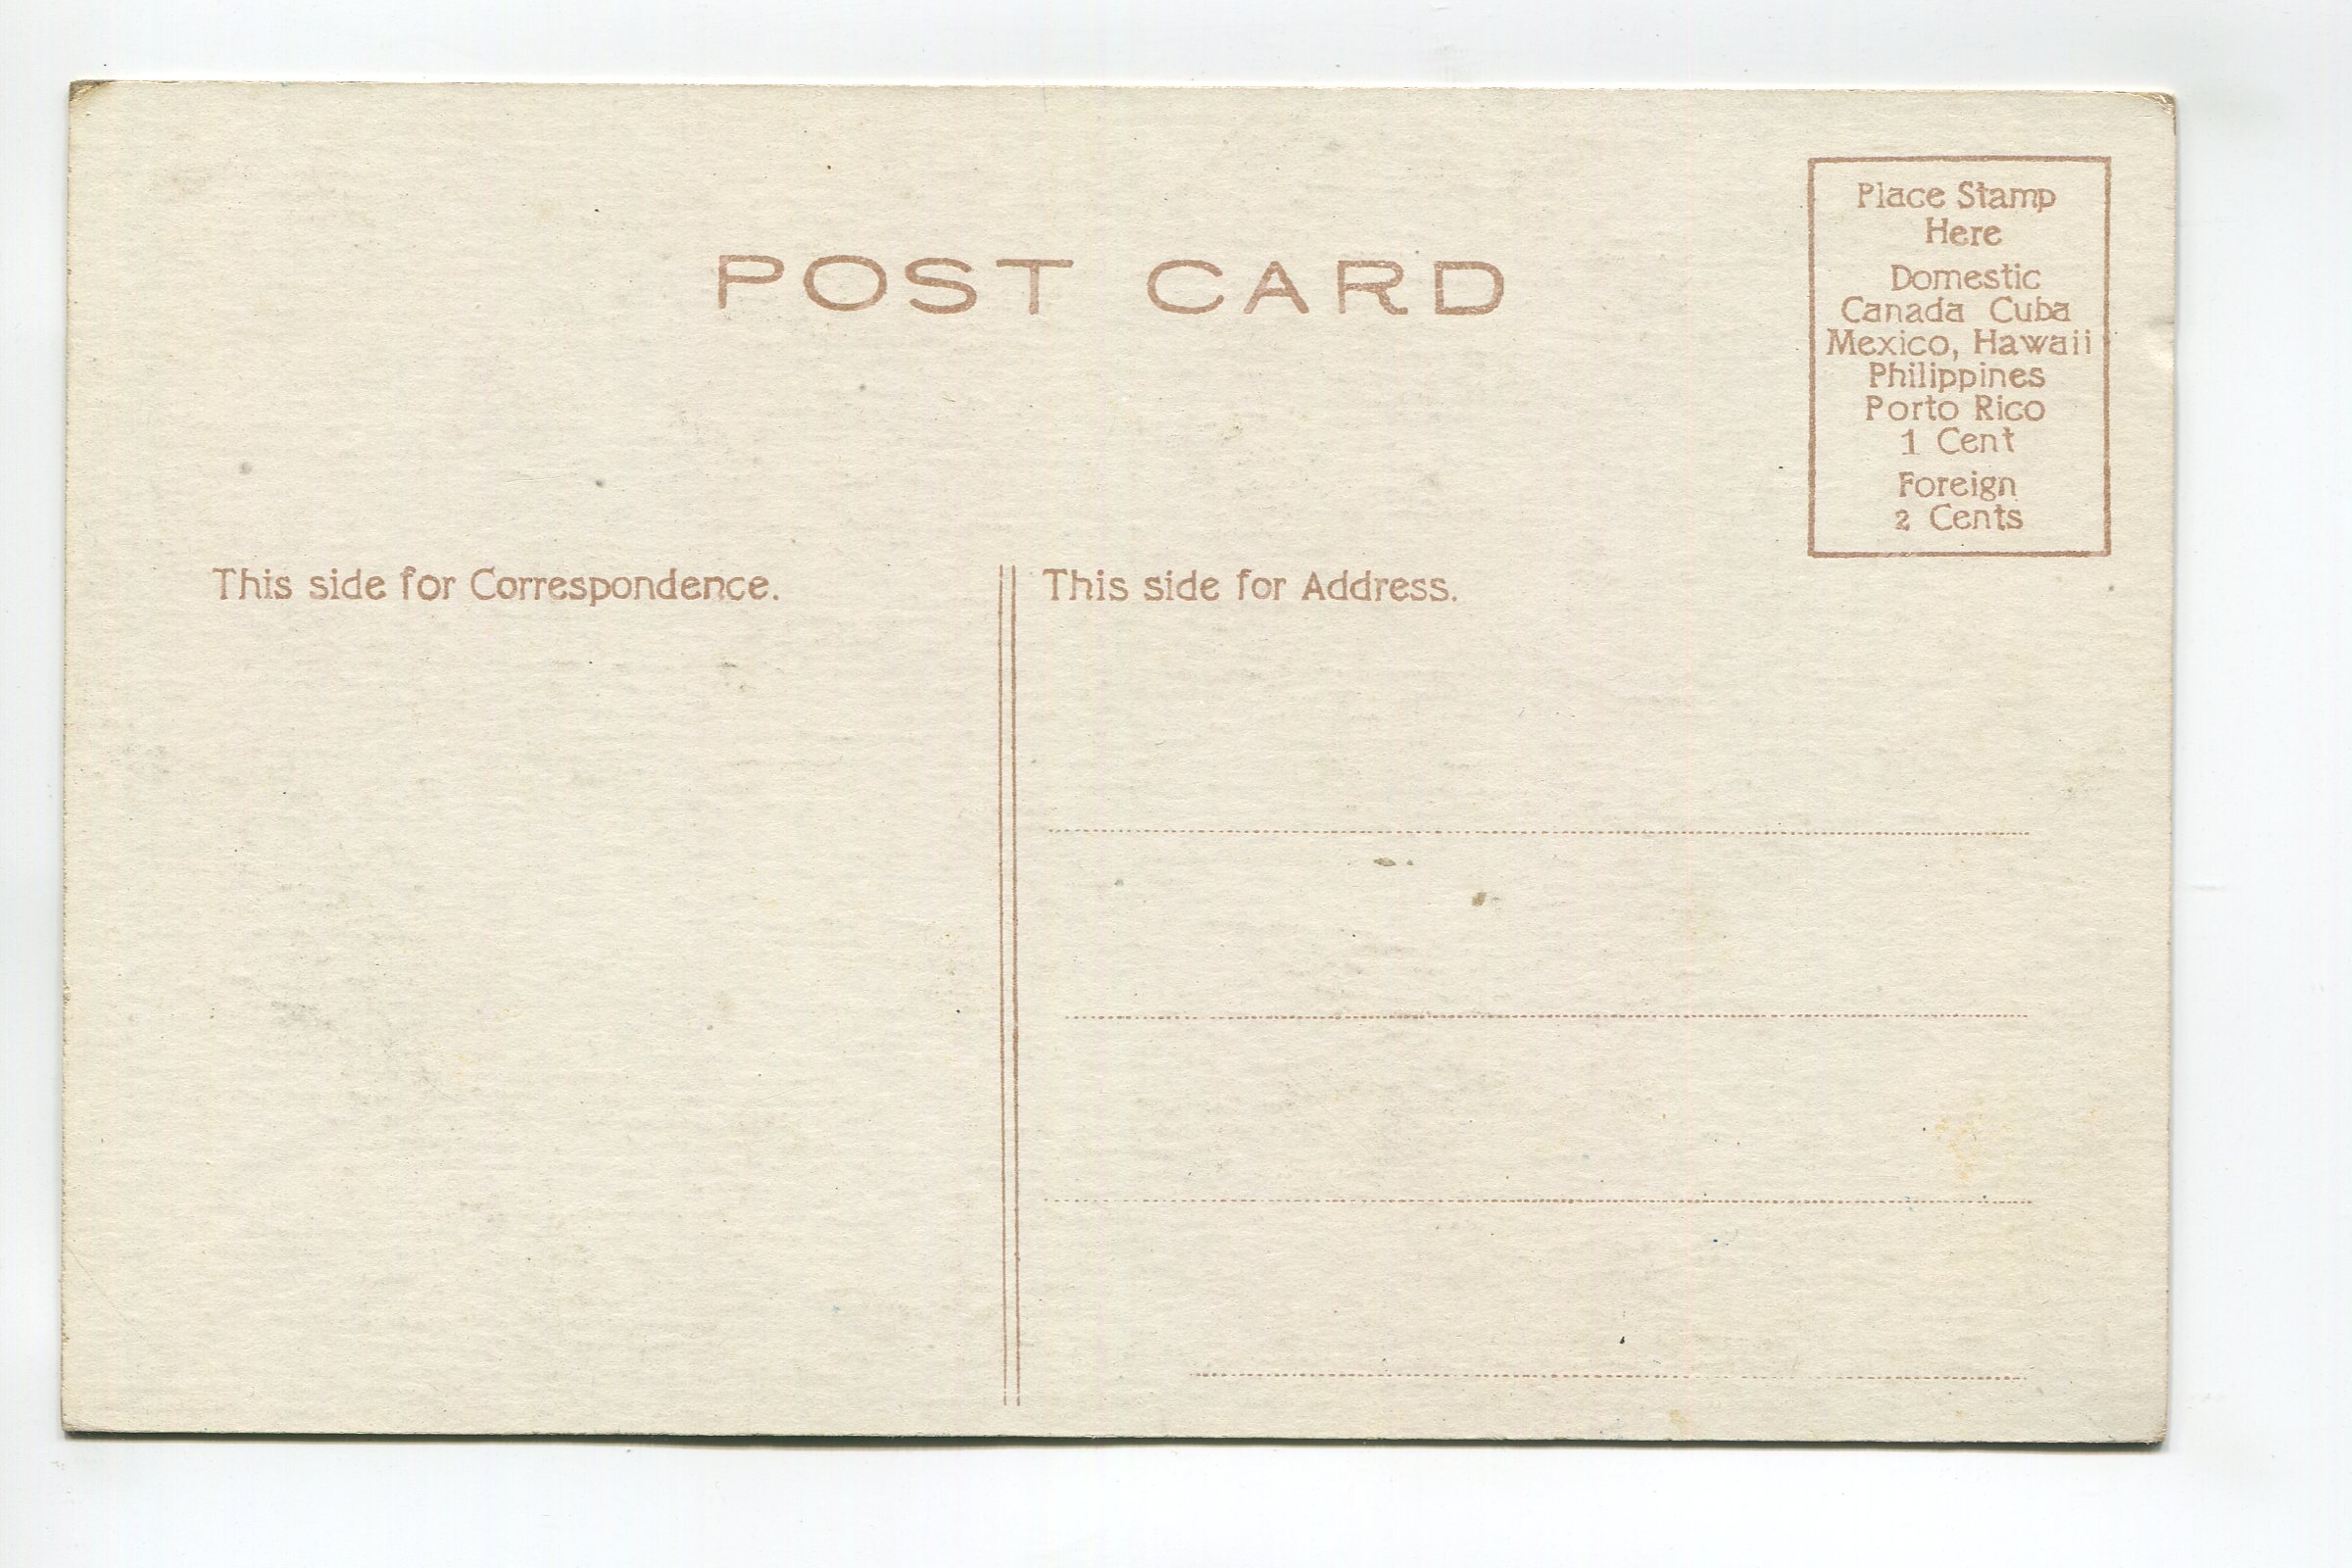 POST CARD
Place Stamp
Here
Domestic
Canada Cuba
Mexico, Hawaii
Philippines
Porto Rico
1 Cent
Foreign
2 Cents
This side for Correspondence.
This side for Address.